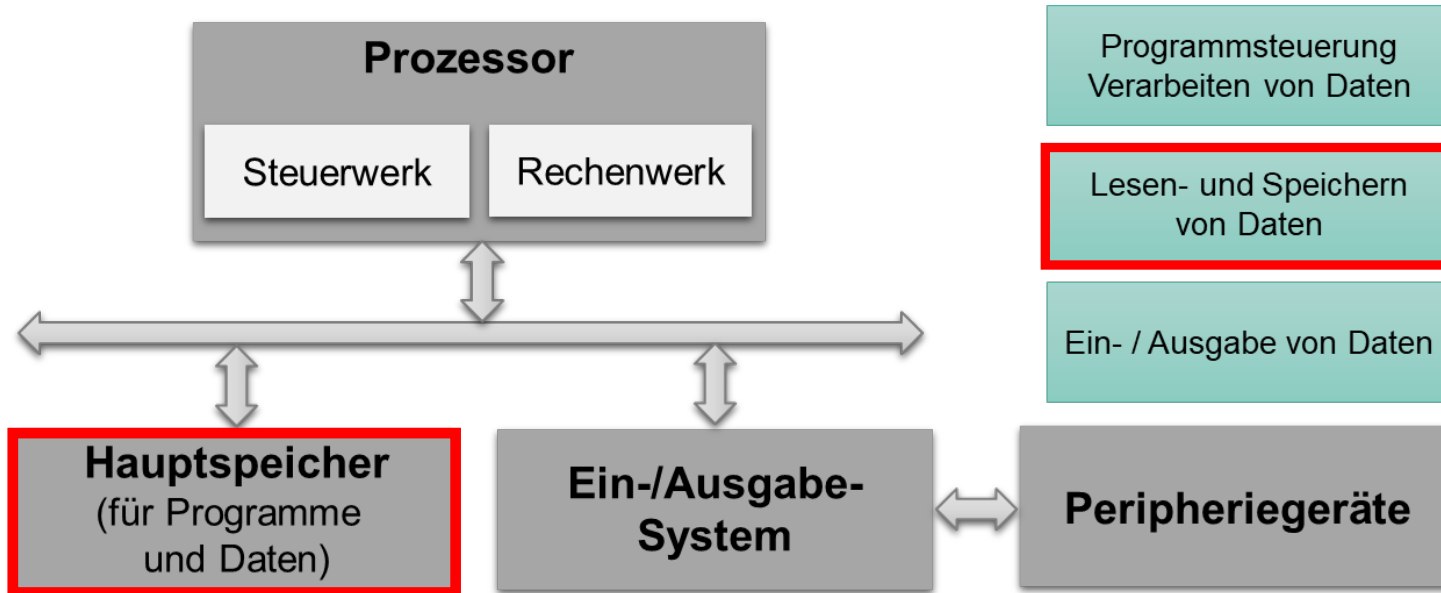 Prozessor
Steuerwerk
Rechenwerk
Programmsteuerung
Verarbeiten von Daten
Lesen- und Speichern
von Daten
Ein- / Ausgabe von Daten
Hauptspeicher
(für Programme
und Daten)
Ein-/Ausgabe-
System
Peripheriegeräte